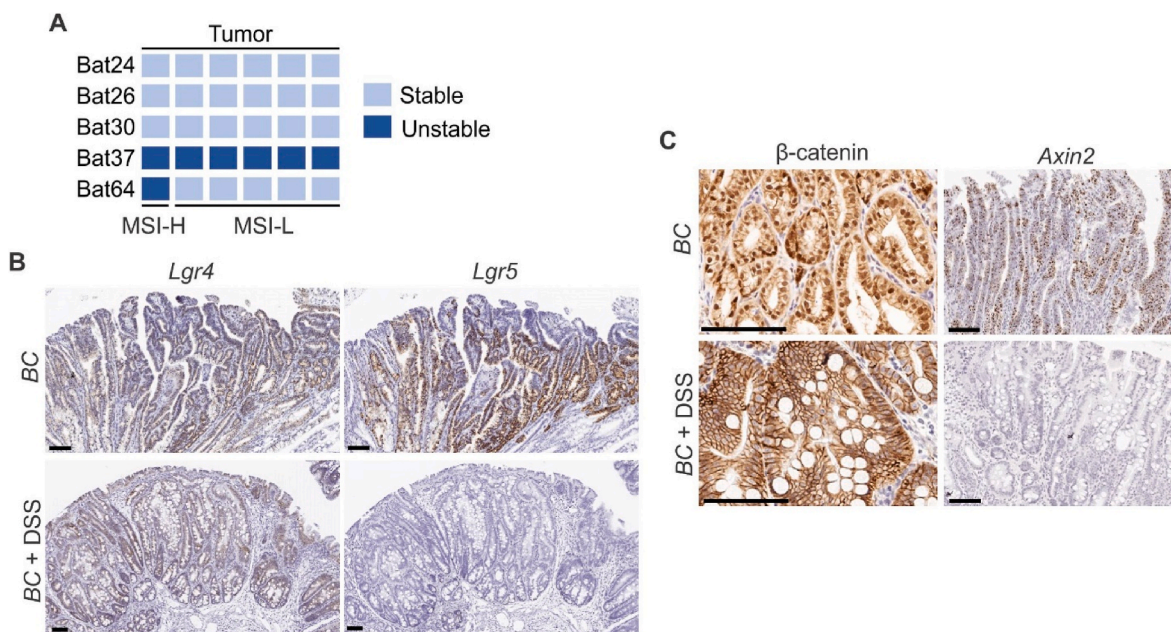 A
Tumor
Bat24
Bat26
Bat30
Bat37
Bat64
Stable
Unstable
MSI-H
MSI-L
B
Lgr4
Lgr5
BC
BC + DSS
C
β-catenin
Axin2
BC
BC + DSS